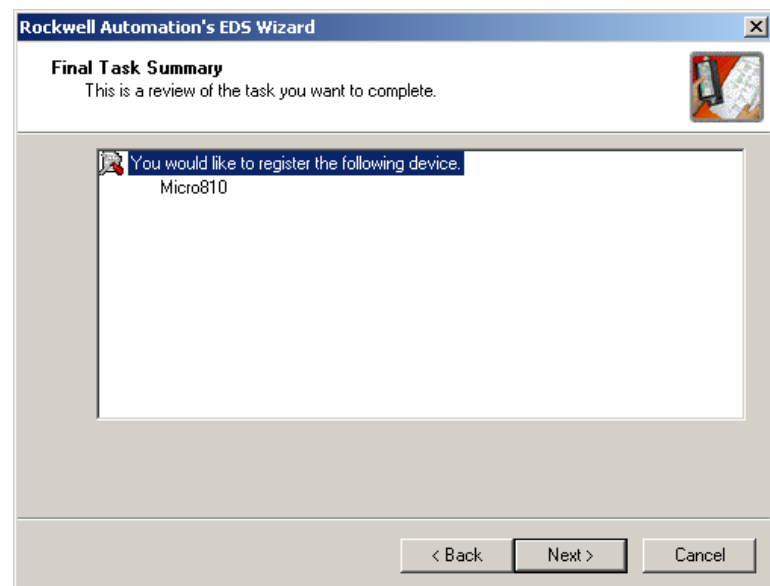 Rockwell Automation's EDS Wizard
Final Task Summary
This is a review of the task you want to complete.
You would like to register the following device.
Micro810
< Back Next > Cancel